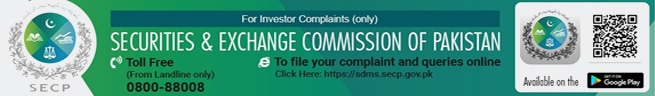 For Investor Complaints (only)
SECURITIES & EXCHANGE COMMISSION OF PAKISTAN
Toll Free
(From Landline only)
0800-88008
To file your complaint and queries online
Click Here: https://sdms.secp.gov.pk
SECP
Available on the
GET IT ON
Google Play